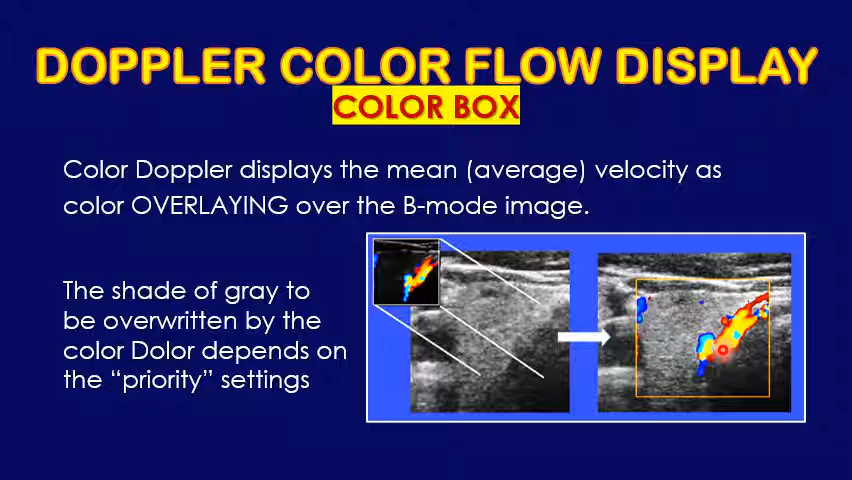 DOPPLER COLOR FLOW DISPLAY
COLOR BOX
Color Doppler displays the mean (average) velocity as
color OVERLAYING over the B-mode image.
The shade of gray to
be overwritten by the
color Dolor depends on
the “priority” settings